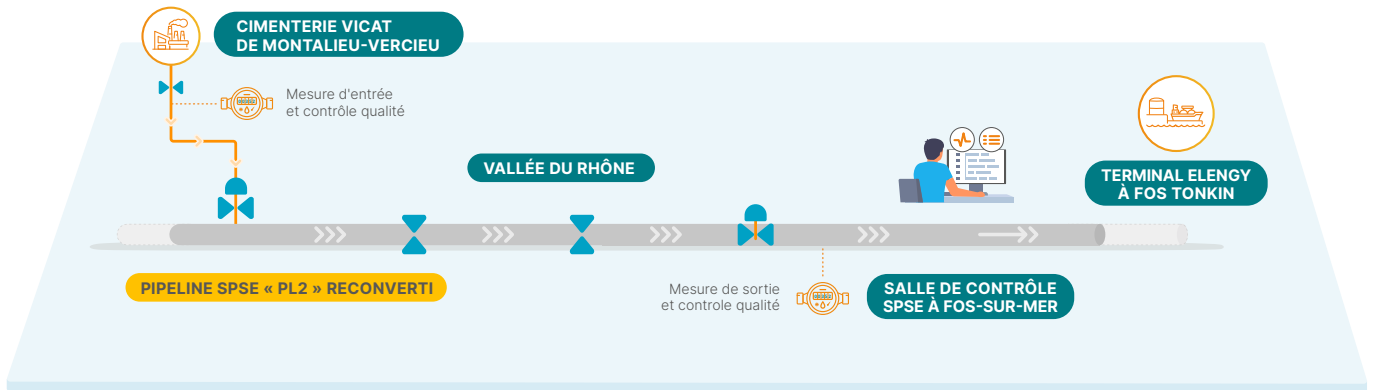 CIMENTERIE VICAT
DE MONTALIEU-VERCIEU
Mesure d'entrée
et contrôle qualité
VALLÉE DU RHÔNE
TERMINAL ELENGY
À FOS TONKIN
PIPELINE SPSE « PL2 » RECONVERTI
Mesure de sortie
et controle qualité
SALLE DE CONTRÔLE
SPSE À FOS-SUR-MER